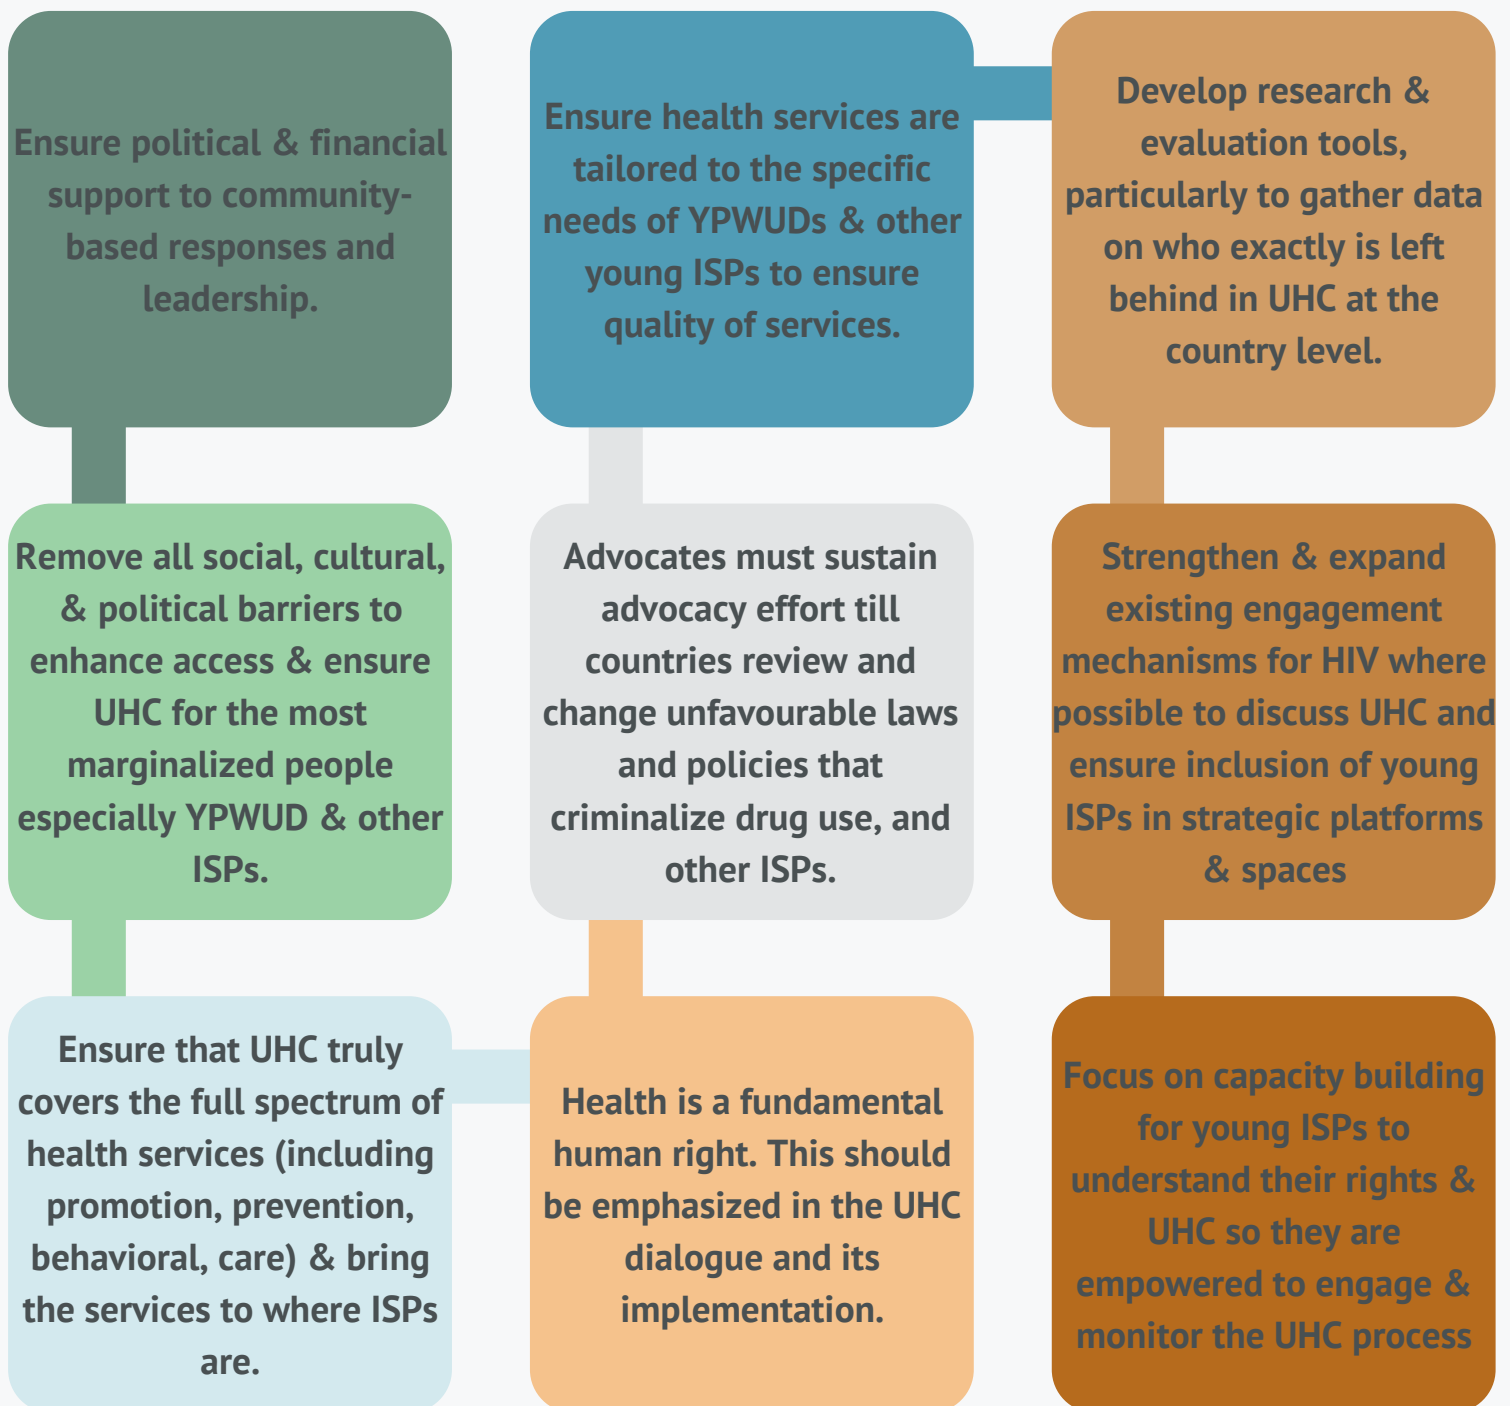 Ensure political & financial
support to community-
based responses and
leadership.
Remove all social, cultural,
& political barriers to
enhance access & ensure
UHC for the most
marginalized people
especially YPWUD & other
ISPs.
Ensure that UHC truly
covers the full spectrum of
health services (including
promotion, prevention,
behavioral, care) & bring
the services to where ISPs
are.
Health is a fundamental
human right. This should
be emphasized in the UHC
dialogue and its
implementation.
Advocates must sustain
advocacy effort till
countries review and
change unfavourable laws
and policies that
criminalize drug use, and
other ISPs.
Ensure health services are
tailored to the specific
needs of YPWUDs & other
young ISPs to ensure
quality of services.
Develop research &
evaluation tools,
particularly to gather data
on who exactly is left
behind in UHC at the
country level.
Strengthen & expand
existing engagement
mechanisms for HIV where
possible to discuss UHC and
ensure inclusion of young
ISPs in strategic platforms
& spaces
Focus on capacity building
for young ISPs to
understand their rights &
UHC so they are
empowered to engage &
monitor the UHC process